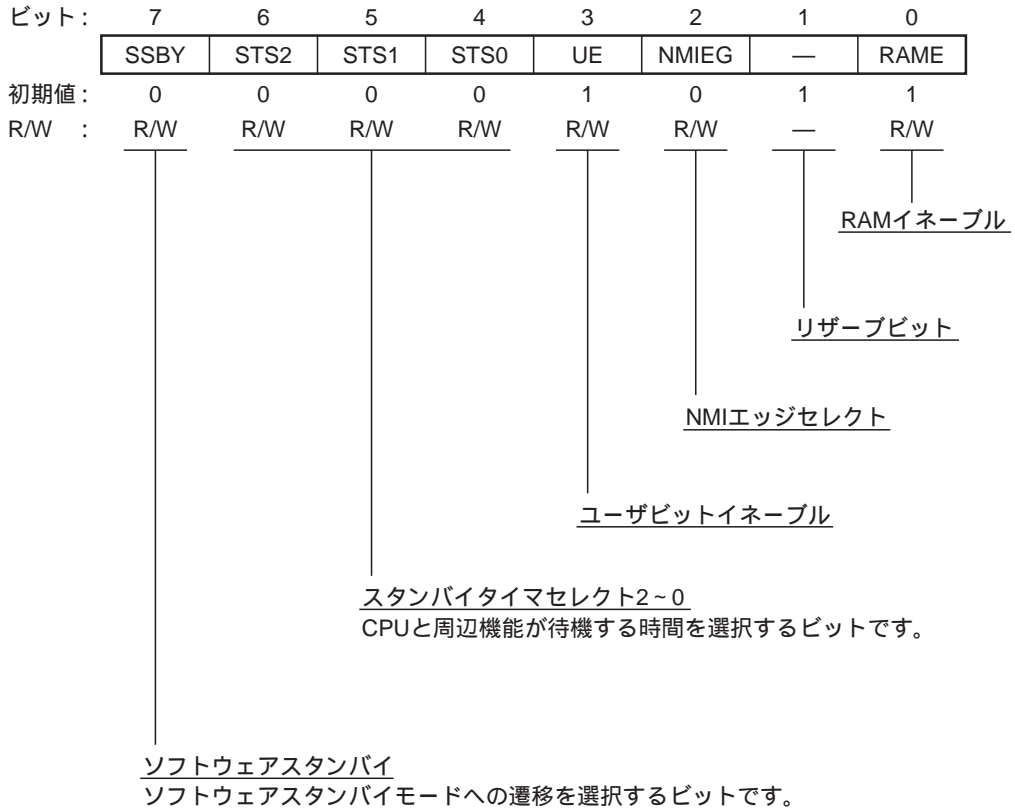 ビット： 7 6 5 4 3 2 1 0
SSBY STS2 STS1 STS0 UE NMIEG — RAME
初期値： 0 0 0 0 1 0 1 1
R/W ： R/W R/W R/W R/W R/W R/W — R/W
RAMイネーブル
リザーブビット
NMIエッジセレクト
ユーザビットイネーブル
スタンバイタイマセレクト2~0
CPUと周辺機能が待機する時間を選択するビットです。
ソフトウェアスタンバイ
ソフトウェアスタンバイモードへの遷移を選択するビットです。